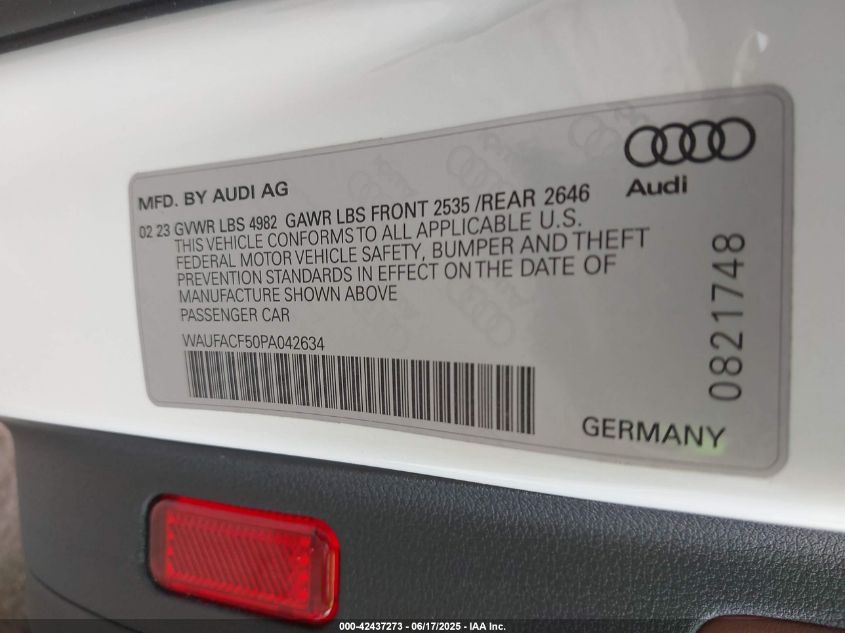 MFD. BY AUDI AG
Audi
02 23 GVWR LBS 4982 GAWR LBS FRONT 2535 /REAR 2646
THIS VEHICLE CONFORMS TO ALL APPLICABLE U.S.
FEDERAL MOTOR VEHICLE SAFETY, BUMPER AND THEFT
PREVENTION STANDARDS IN EFFECT ON THE DATE OF
MANUFACTURE SHOWN ABOVE
PASSENGER CAR
WAUFACF50PA042634
0821748
GERMANY
000-42437273 - 06/17/2025 - IAA Inc.